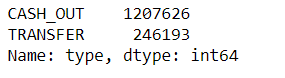 CASH_OUT    1207626
TRANSFER     246193
Name: type, dtype: int64